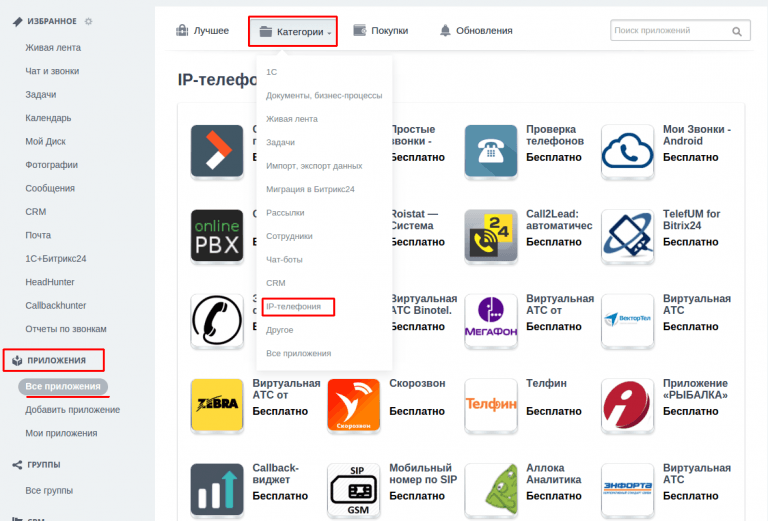 ИЗБРАННОЕ
Живая лента
Чат и звонки
Задачи
Календарь
Мой Диск
Фотографии
Сообщения
CRM
Почта
1С+Битрикс24
HeadHunter
Callbackhunter
Отчеты по звонкам
ПРИЛОЖЕНИЯ
Все приложения
Добавить приложение
Мои приложения
ГРУППЫ
Все группы
Лучшее
Категории
Покупки
Обновления
Поиск приложений
1С
Документы, бизнес-процессы
Живая лента
Задачи
Импорт, экспорт данных
Миграция в Битрикс24
Рассылки
Сотрудники
Чат-боты
CRM
IP-телефония
Другое
Все приложения
IP-телефо
Простые
звонки -
Бесплатно
Проверка
телефонов
Бесплатно
Мои Звонки -
Android
Бесплатно
online
PBX
Roistat —
Система
Бесплатно
24
Call2Lead:
автоматичес
Бесплатно
TelefUM for
Bitrix24
Бесплатно
Виртуальная
АТС Binotel.
Бесплатно
МЕГАФОН
Виртуальная
АТС от
Бесплатно
ВЕКТОРТЕЛ
Виртуальная
АТС от
Бесплатно
ZEBRA
Виртуальная
АТС от
Бесплатно
Скорозвон
Скорозвон
Бесплатно
Телфин
Телфин
Бесплатно
Приложение
«РЫБАЛКА»
Бесплатно
Callback-
виджет
Бесплатно
SIP
GSM
Мобильный
номер по SIP
Бесплатно
Аллока
Аналитика
Бесплатно
ЭНФОРТА
Виртуальная
АТС
Бесплатно